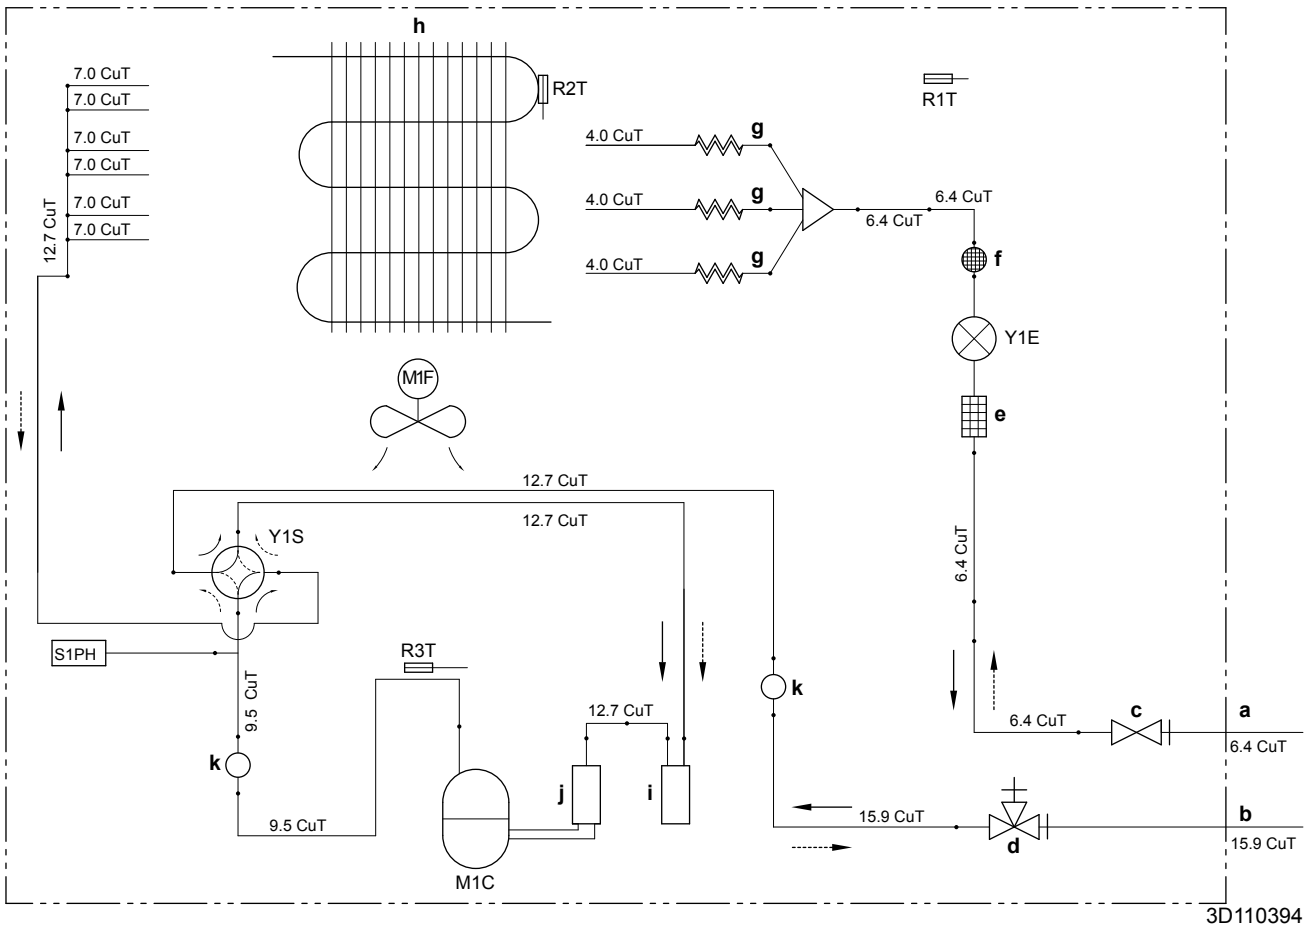 h
7.0 CuT
7.0 CuT
7.0 CuT
7.0 CuT
7.0 CuT
7.0 CuT
12.7 CuT
R2T
R1T
4.0 CuT
g
4.0 CuT
g
4.0 CuT
g
6.4 CuT
6.4 CuT
f
Y1E
e
M1F
12.7 CuT
12.7 CuT
Y1S
6.4 CuT
S1PH
R3T
9.5 CuT
k
9.5 CuT
12.7 CuT
j
i
M1C
k
6.4 CuT
c
a
6.4 CuT
15.9 CuT
d
b
15.9 CuT
3D110394